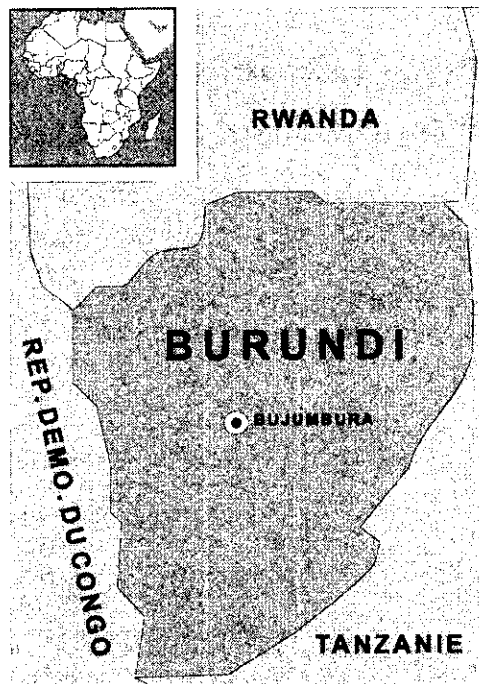 RWANDA
BURUNDI
BUJUMBURA
REP. DEMO. DU CONGO
TANZANIE